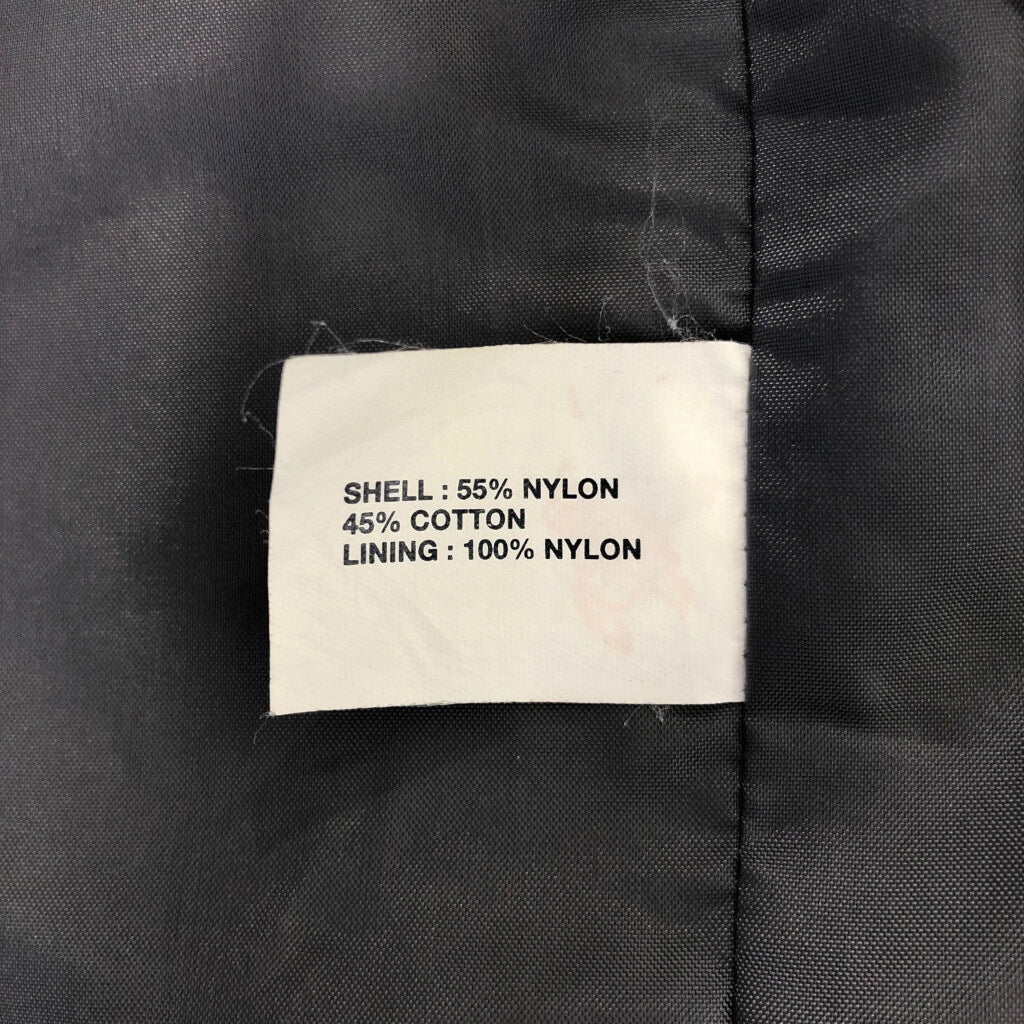 SHELL : 55% NYLON
45% COTTON
LINING : 100% NYLON